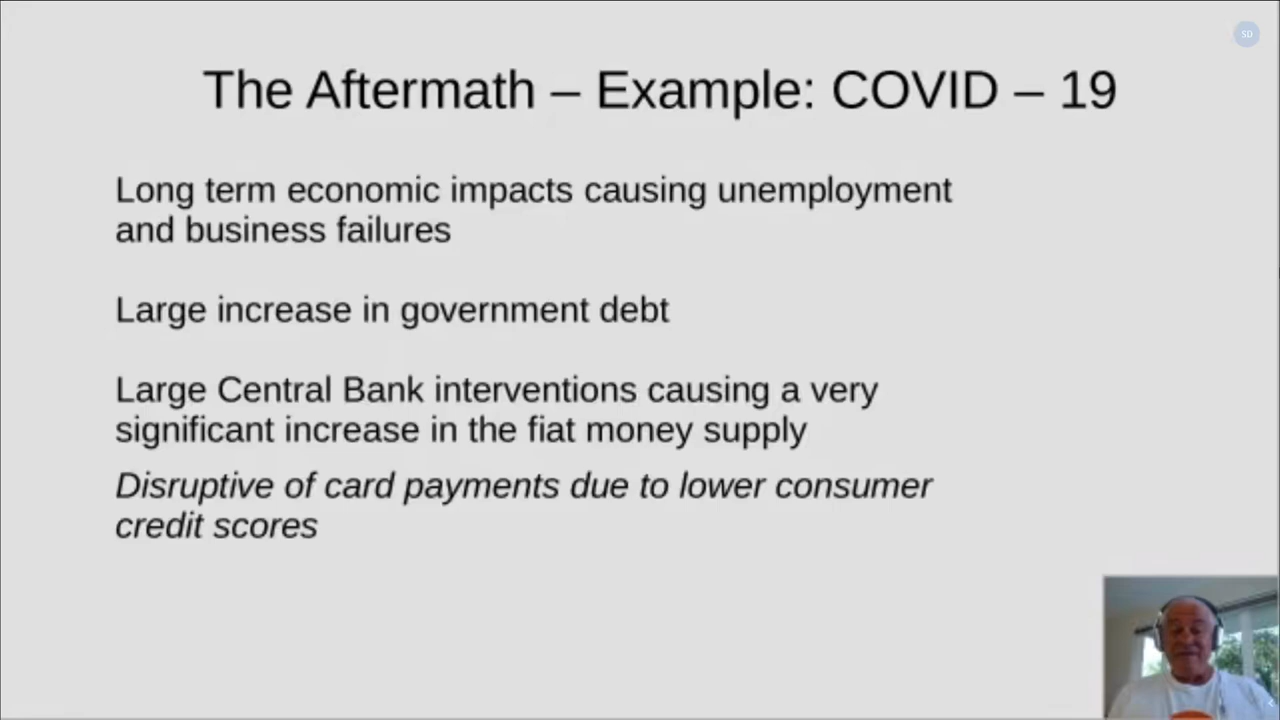 SD
The Aftermath – Example: COVID – 19
Long term economic impacts causing unemployment
and business failures
Large increase in government debt
Large Central Bank interventions causing a very
significant increase in the fiat money supply
Disruptive of card payments due to lower consumer
credit scores